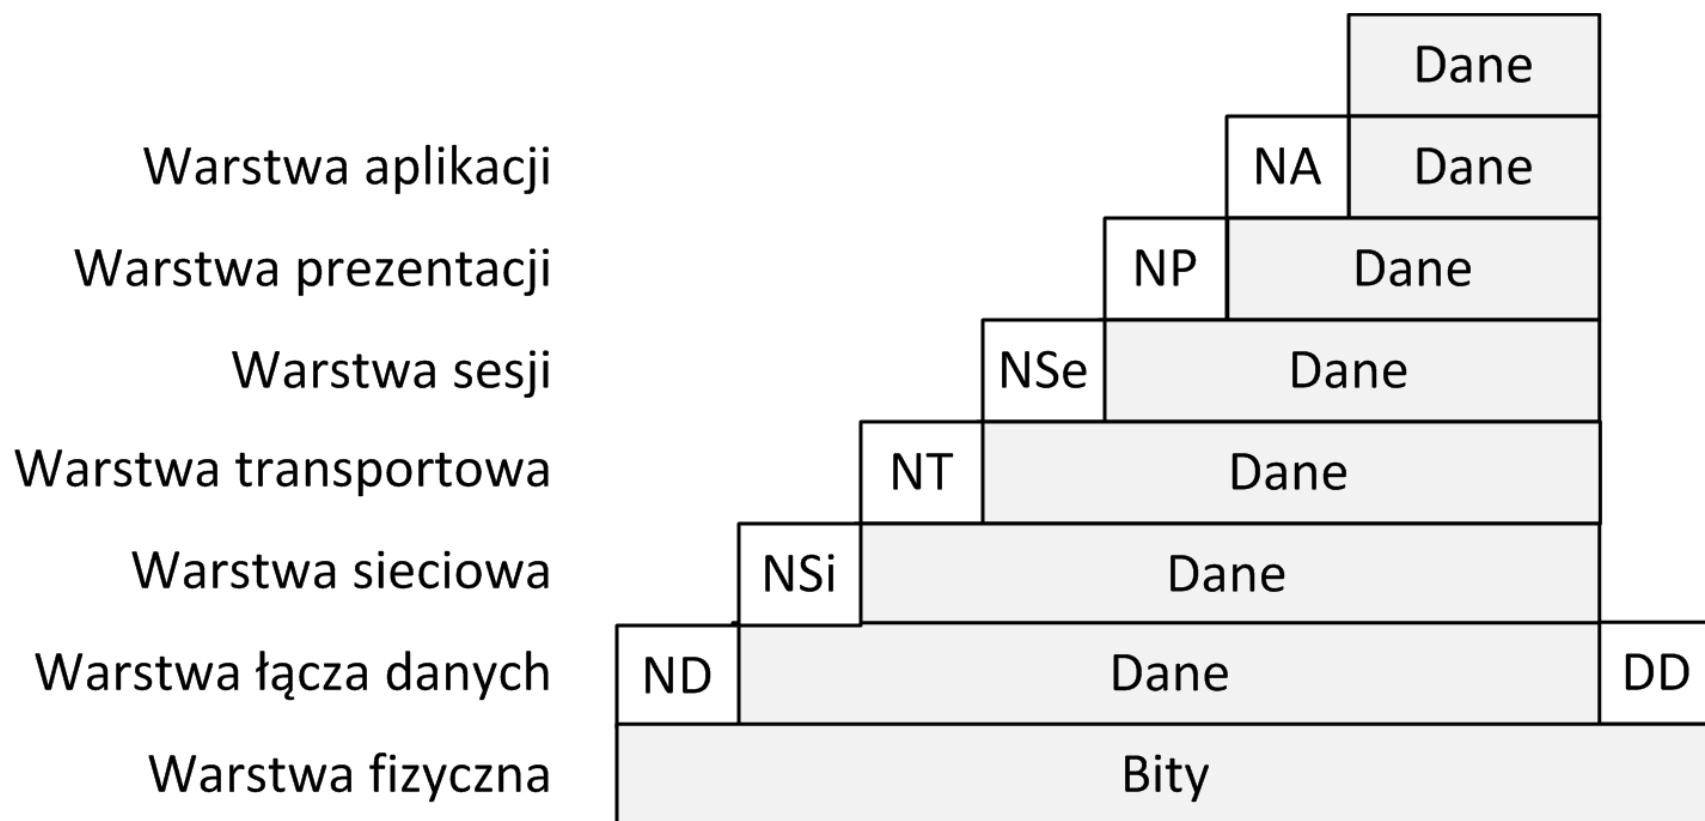 Dane
Warstwa aplikacji NA Dane
Warstwa prezentacji NP Dane
Warstwa sesji NSe Dane
Warstwa transportowa NT Dane
Warstwa sieciowa NSi Dane
Warstwa łącza danych ND Dane DD
Warstwa fizyczna Bity